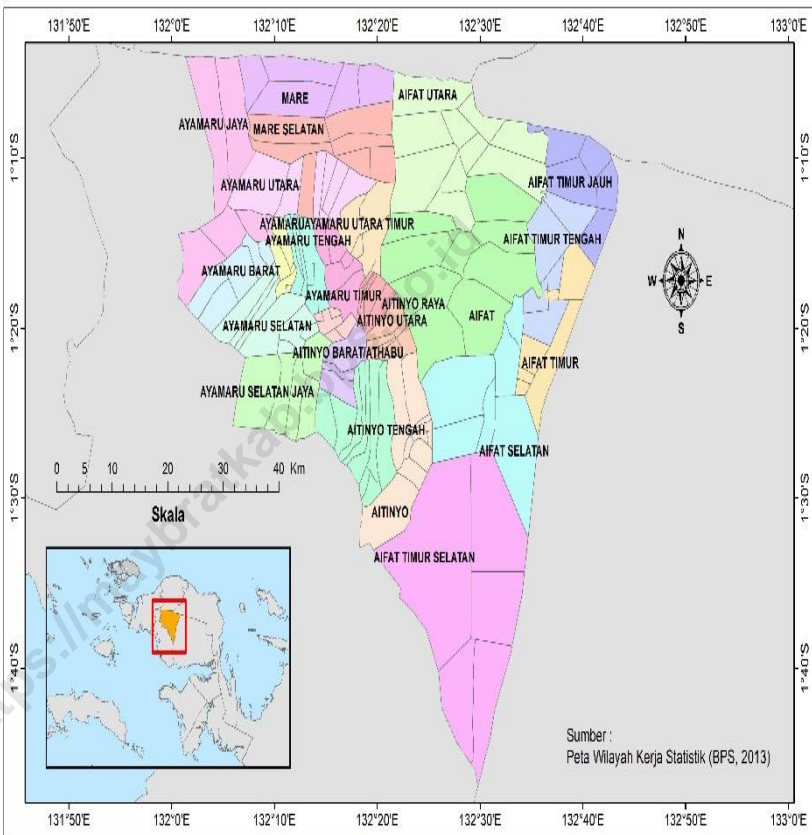 131°50'E 132°0'E 132°10'E 132°20'E 132°30'E 132°40'E 132°50'E 133°0'E
MARE
AIFAT UTARA
AYAMARU JAYA
MARE SELATAN
1°10'S 1°10'S
AYAMARU UTARA
AIFAT TIMUR JAUH
AYAMARU AYAMARU UTARA TIMUR
AYAMARU TENGAH
AIFAT TIMUR TENGAH
N
W E
S
AYAMARU BARAT
AYAMARU TIMUR
AITINYO RAYA
AIFAT
AITINYO UTARA
AYAMARU SELATAN
1°20'S 1°20'S
AITINYO BARAT/ATHABU
AIFAT TIMUR
AYAMARU SELATAN JAYA
AITINYO TENGAH
AIFAT SELATAN
0 5 10 20 30 40 Km
Skala
1°30'S 1°30'S
AITINYO
AIFAT TIMUR SELATAN
1°40'S 1°40'S
Sumber :
Peta Wilayah Kerja Statistik (BPS, 2013)
131°50'E 132°0'E 132°10'E 132°20'E 132°30'E 132°40'E 132°50'E 133°0'E